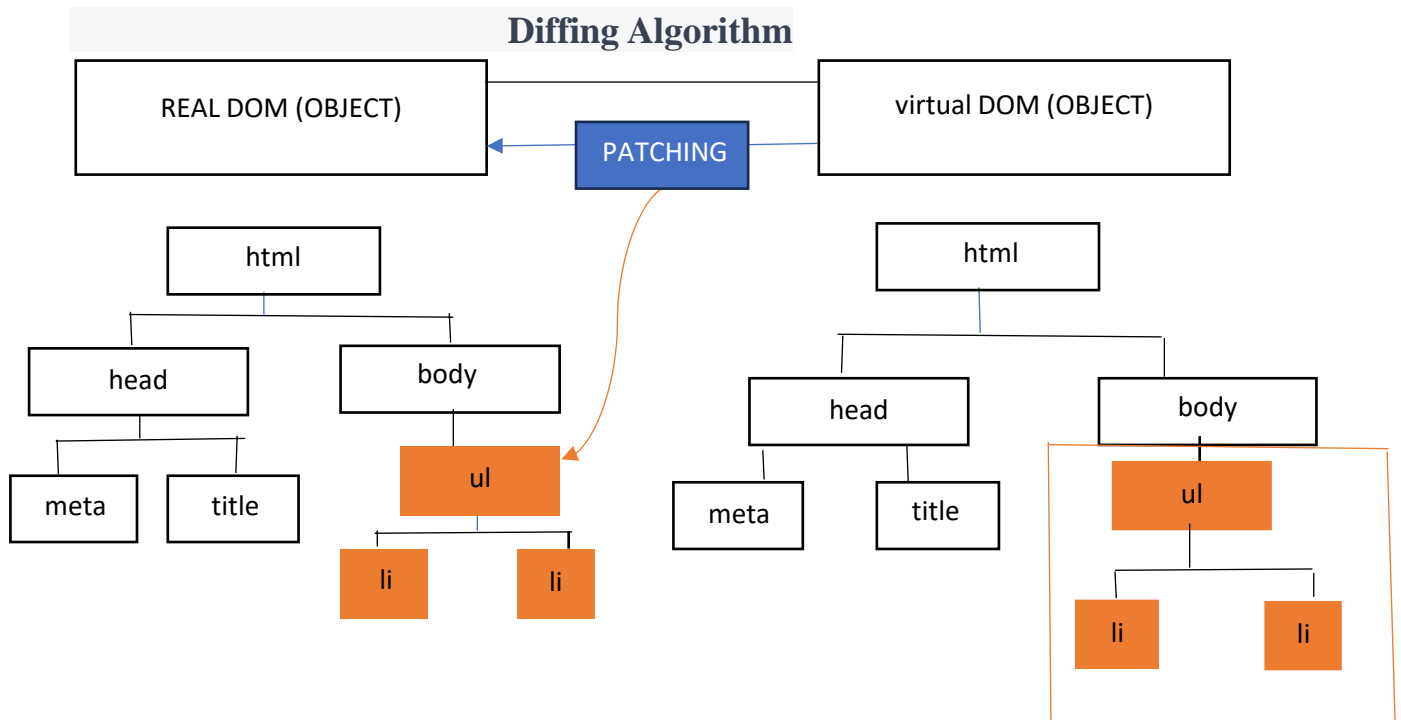 Diffing Algorithm
REAL DOM (OBJECT)
virtual DOM (OBJECT)
PATCHING
html
head
body
meta
title
ul
li
li
html
head
body
meta
title
ul
li
li